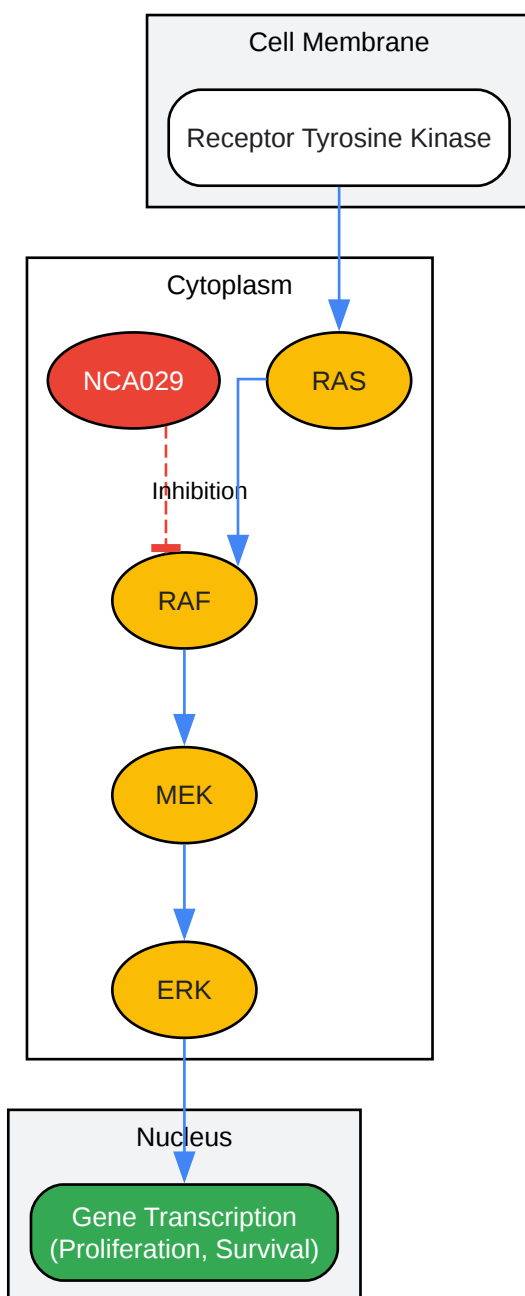 Cell Membrane
Receptor Tyrosine Kinase
Cytoplasm
NCA029
RAS
Inhibition
RAF
MEK
ERK
Nucleus
Gene Transcription
(Proliferation, Survival)